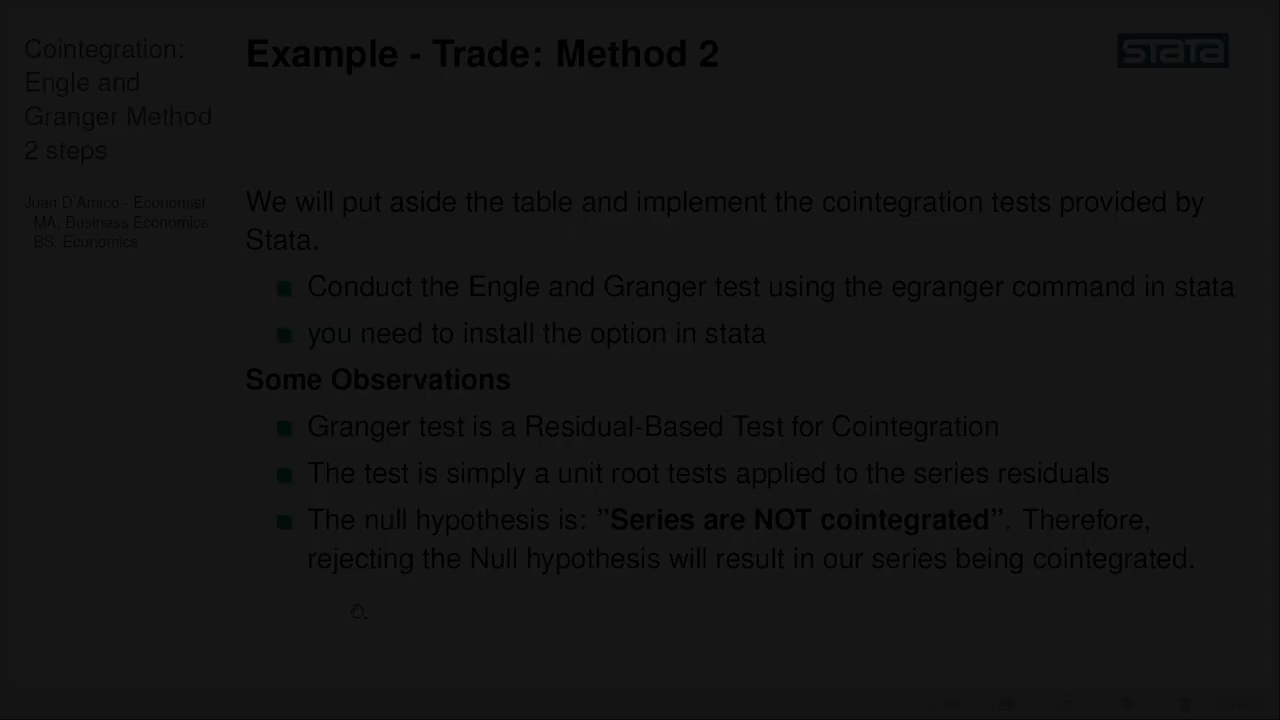 Cointegration:
Engle and
Granger Method
2 steps
Juan D'Amico - Economist
- MA. Business Economics
- BS. Economics
Example - Trade: Method 2
stata
We will put aside the table and implement the cointegration tests provided by
Stata.
Conduct the Engle and Granger test using the egranger command in stata
you need to install the option in stata
Some Observations
Granger test is a Residual-Based Test for Cointegration
The test is simply a unit root tests applied to the series residuals
The null hypothesis is: ”Series are NOT cointegrated”. Therefore,
rejecting the Null hypothesis will result in our series being cointegrated.